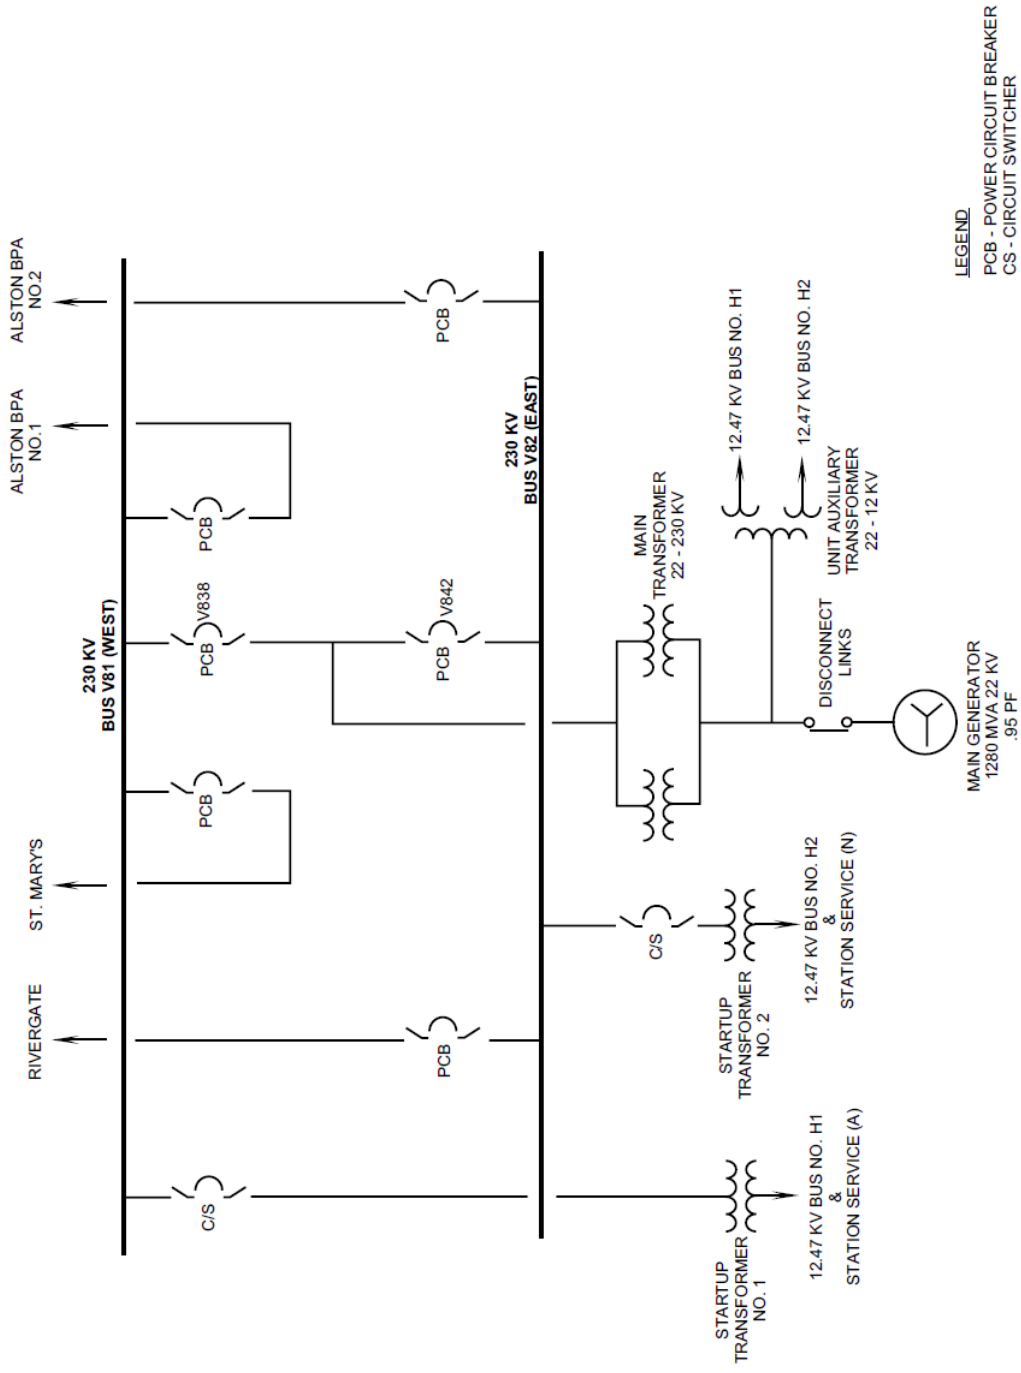 ALSTON BPA
NO.2
ALSTON BPA
NO.1
ST. MARY'S
RIVERGATE
230 KV
BUS V81 (WEST)
PCB
PCB
V838
PCB
C/S
PCB
PCB
V842
PCB
230 KV
BUS V82 (EAST)
C/S
MAIN
TRANSFORMER
22 - 230 KV
12.47 KV BUS NO. H1
12.47 KV BUS NO. H2
UNIT AUXILIARY
TRANSFORMER
22 - 12 KV
DISCONNECT
LINKS
MAIN GENERATOR
1280 MVA 22 KV
.95 PF
STARTUP
TRANSFORMER
NO. 2
12.47 KV BUS NO. H2
&
STATION SERVICE (N)
STARTUP
TRANSFORMER
NO. 1
12.47 KV BUS NO. H1
&
STATION SERVICE (A)
LEGEND
PCB - POWER CIRCUIT BREAKER
CS - CIRCUIT SWITCHER